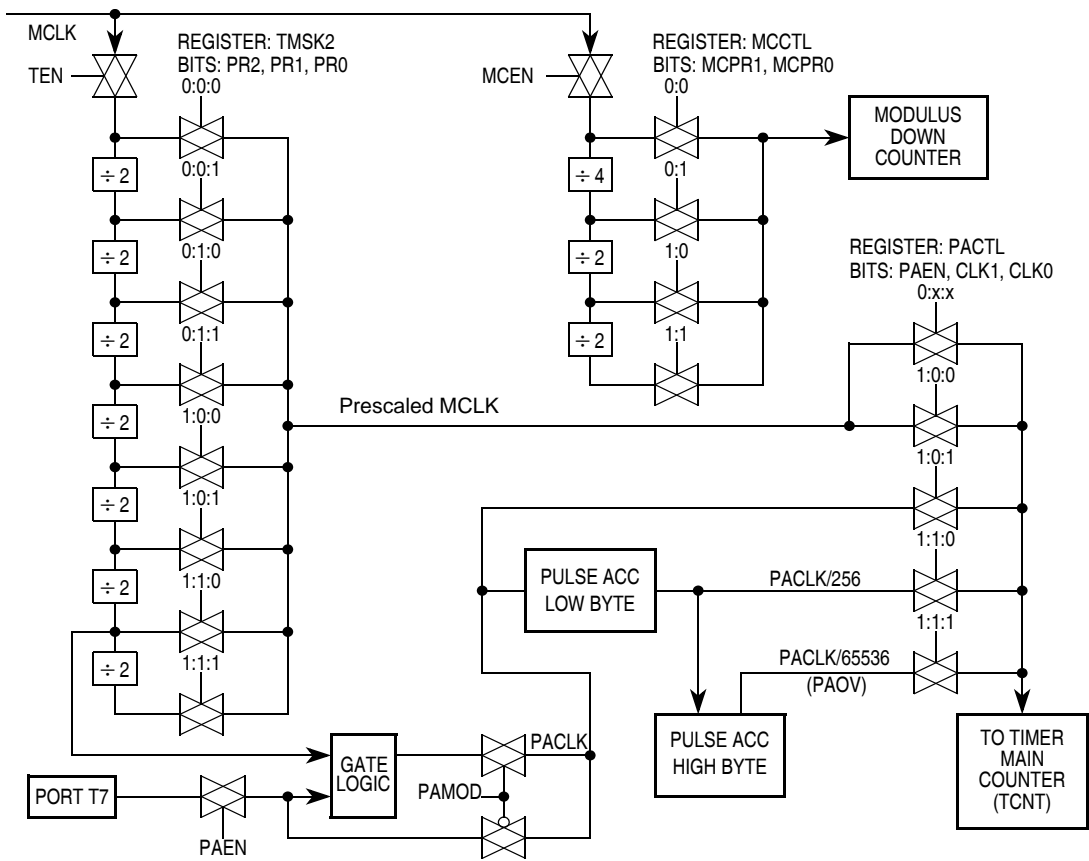 MCLK
TEN
REGISTER: TMSK2
BITS: PR2, PR1, PR0
0:0:0
÷ 2
0:0:1
÷ 2
0:1:0
÷ 2
0:1:1
÷ 2
1:0:0
÷ 2
1:0:1
÷ 2
1:1:0
÷ 2
1:1:1
MCEN
REGISTER: MCCTL
BITS: MCPR1, MCPR0
0:0
÷ 4
0:1
÷ 2
1:0
÷ 2
1:1
MODULUS
DOWN
COUNTER
Prescaled MCLK
REGISTER: PACTL
BITS: PAEN, CLK1, CLK0
0:x:x
1:0:0
1:0:1
1:1:0
1:1:1
PULSE ACC
LOW BYTE
PACLK/256
PACLK/65536
(PAOV)
PULSE ACC
HIGH BYTE
TO TIMER
MAIN
COUNTER
(TCNT)
PORT T7
PAEN
GATE
LOGIC
PACLK
PAMOD